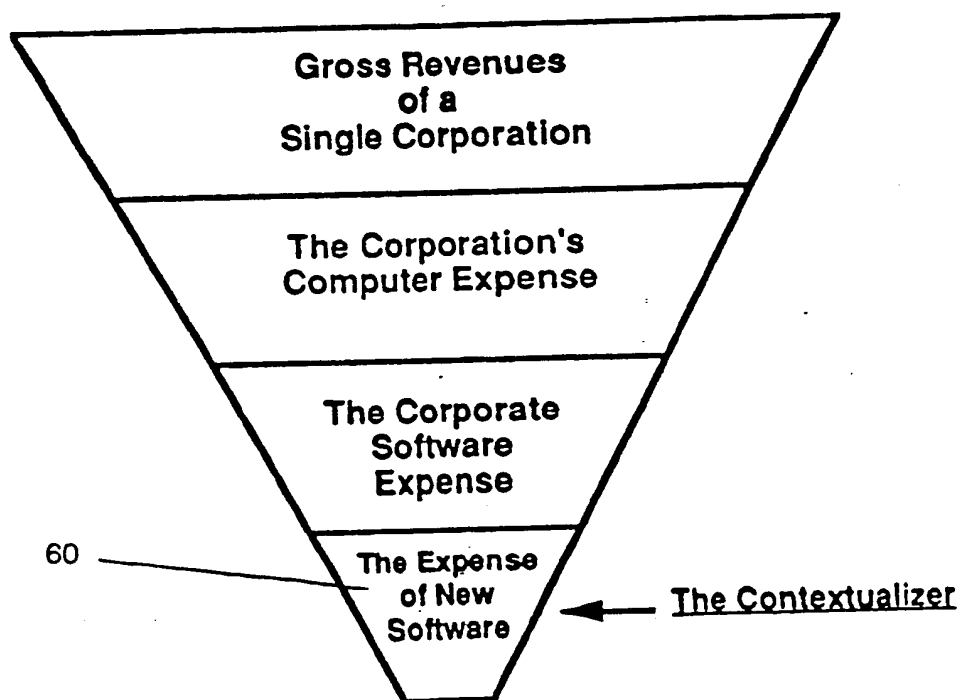 Gross Revenues
of a
Single Corporation
The Corporation's
Computer Expense
The Corporate
Software
Expense
60
The Expense
of New
Software
The Contextualizer